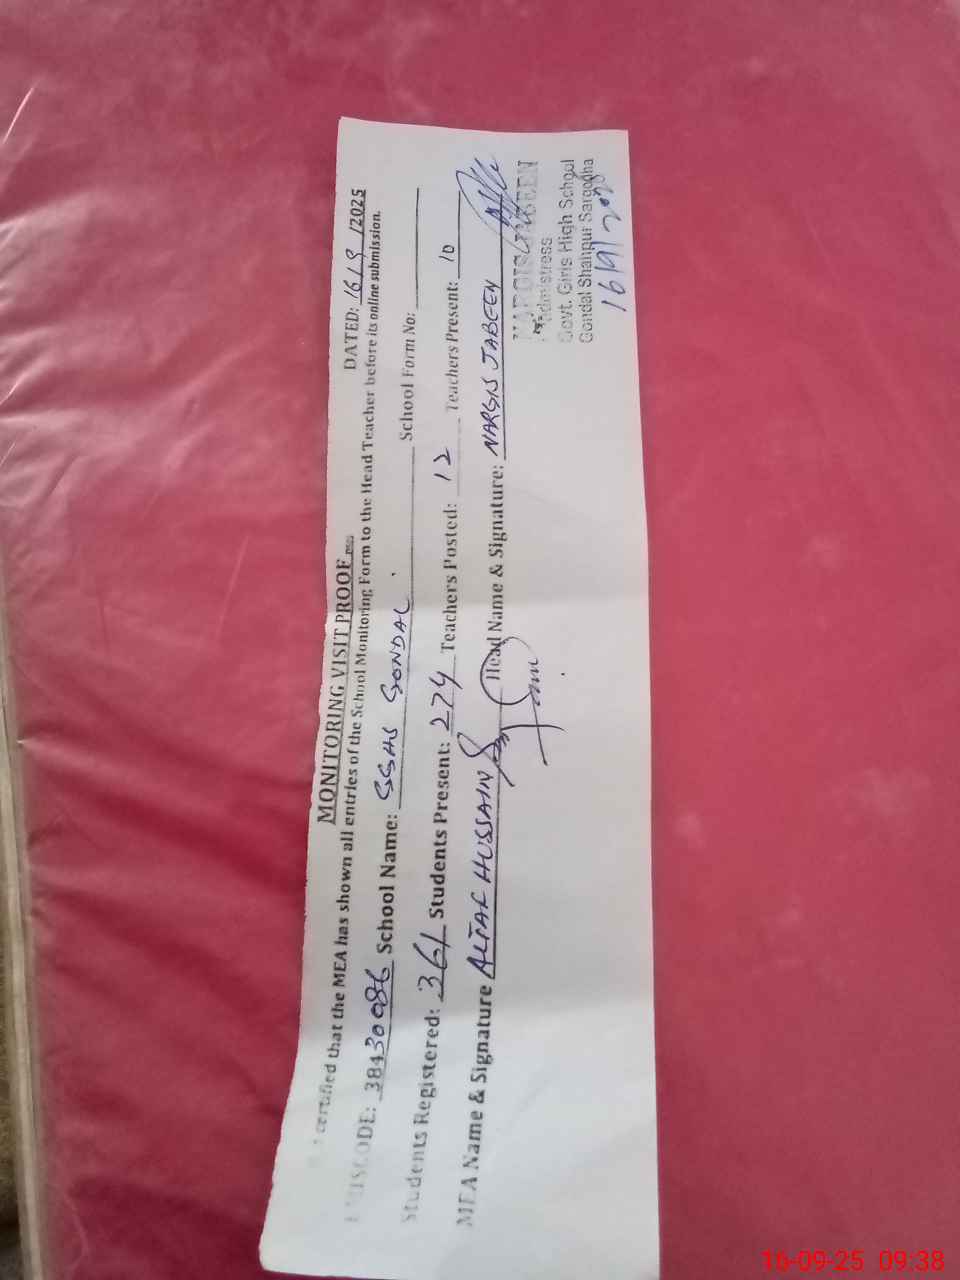 MONITORING VISIT PROOF
DATED: 16/9/2025
certified that the MEA has shown all entries of the School Monitoring Form to the Head Teacher before its online submission.
EMISCODE: 38430086 School Name: GGHS GONDAL. School Form No:
Students Registered: 361 Students Present: 274 Teachers Posted: 12 Teachers Present: 10
MEA Name & Signature ALTAF HUSSAIN Head Name & Signature: NARGIS JABEEN
NARGIS JABEEN
Headmistress
Govt. Girls High School
Gondal Shahpur Sargodha
16/9/2025
16-09-25 09:38